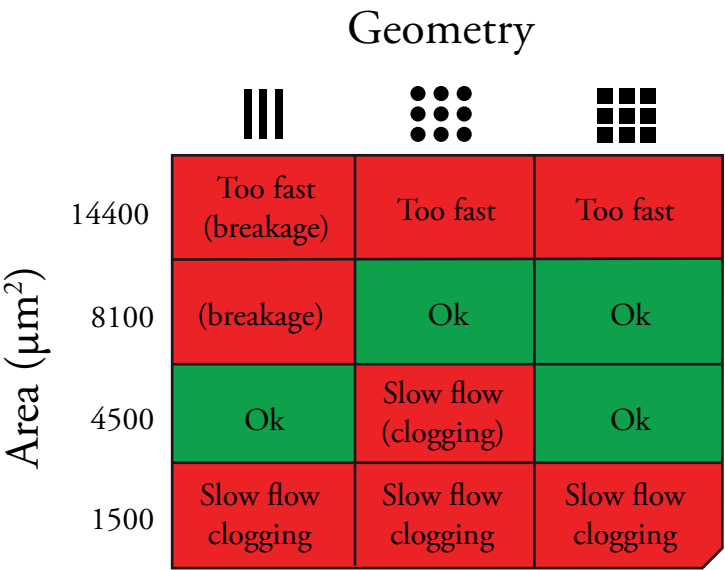 Geometry
Area (μm²)
14400
Too fast
(breakage)
Too fast
Too fast
8100
(breakage)
Ok
Ok
4500
Ok
Slow flow
(clogging)
Ok
1500
Slow flow
clogging
Slow flow
clogging
Slow flow
clogging